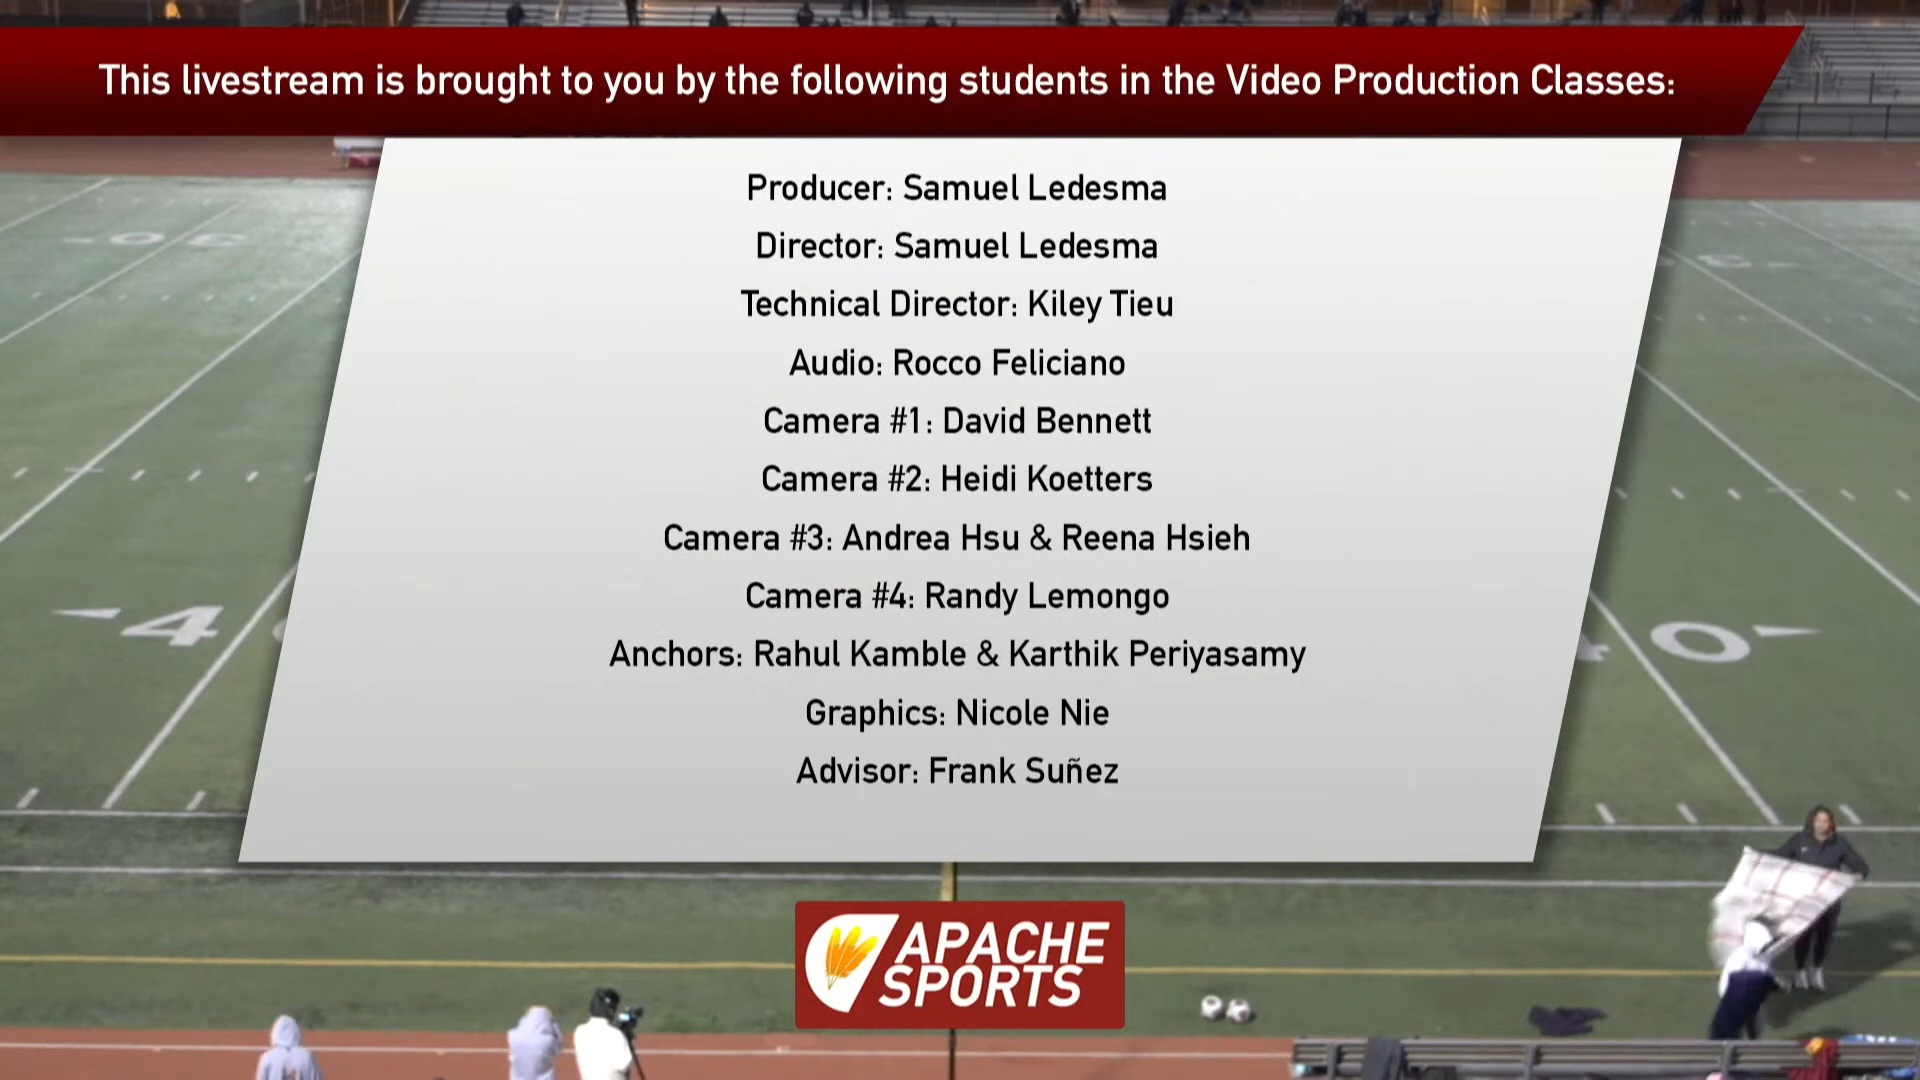 This livestream is brought to you by the following students in the Video Production Classes:
Producer: Samuel Ledesma
Director: Samuel Ledesma
Technical Director: Kiley Tieu
Audio: Rocco Feliciano
Camera #1: David Bennett
Camera #2: Heidi Koetters
Camera #3: Andrea Hsu & Reena Hsieh
Camera #4: Randy Lemongo
Anchors: Rahul Kamble & Karthik Periyasamy
Graphics: Nicole Nie
Advisor: Frank Suñez
APACHE
SPORTS